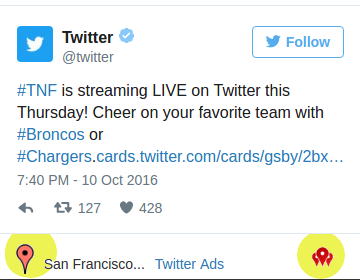 Twitter
Follow
@twitter
#TNF is streaming LIVE on Twitter this
Thursday! Cheer on your favorite team with
#Broncos or
#Chargers.cards.twitter.com/cards/gsby/2bx…
7:40 PM - 10 Oct 2016
127 428
San Francisco... Twitter Ads